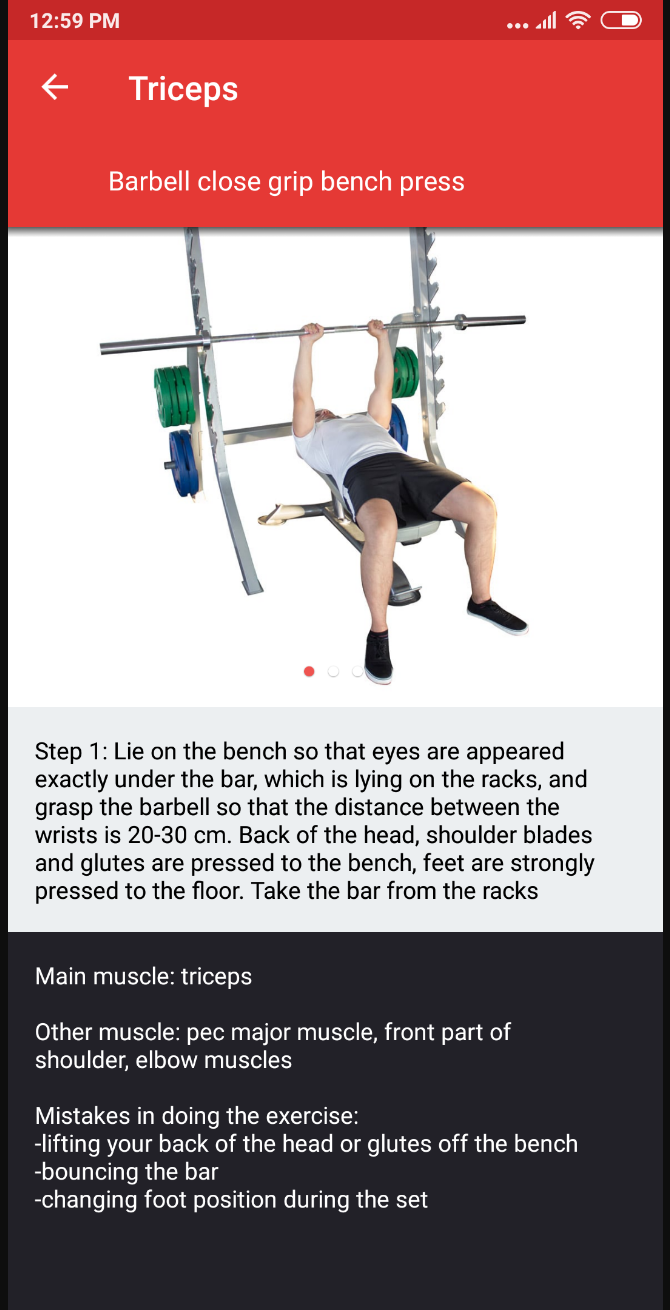 12:59 PM
Triceps
Barbell close grip bench press
Step 1: Lie on the bench so that eyes are appeared
exactly under the bar, which is lying on the racks, and
grasp the barbell so that the distance between the
wrists is 20-30 cm. Back of the head, shoulder blades
and glutes are pressed to the bench, feet are strongly
pressed to the floor. Take the bar from the racks
Main muscle: triceps
Other muscle: pec major muscle, front part of
shoulder, elbow muscles
Mistakes in doing the exercise:
-lifting your back of the head or glutes off the bench
-bouncing the bar
-changing foot position during the set